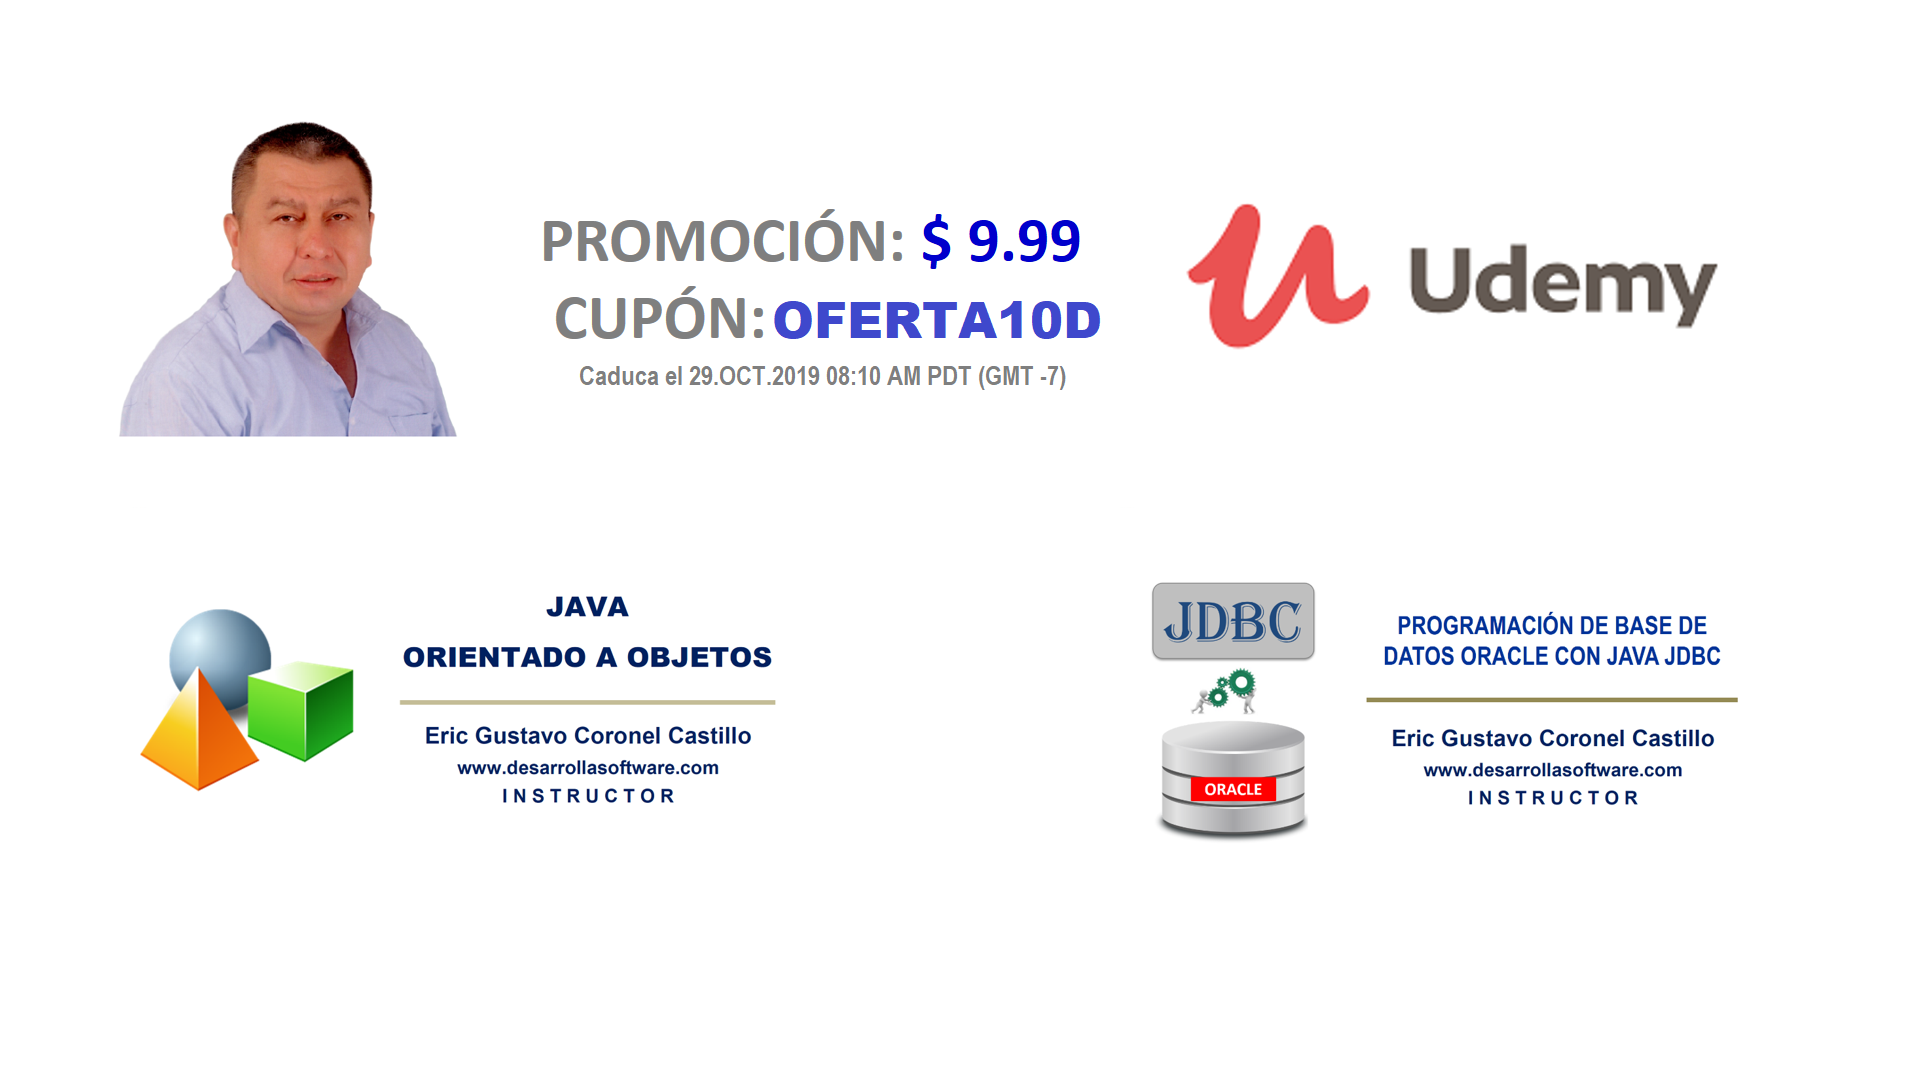 PROMOCIÓN: $ 9.99
CUPÓN: OFERTA10D
Caduca el 29.OCT.2019 08:10 AM PDT (GMT -7)
Udemy
JAVA
ORIENTADO A OBJETOS
Eric Gustavo Coronel Castillo
www.desarrollasoftware.com
INSTRUCTOR
JDBC
ORACLE
PROGRAMACIÓN DE BASE DE
DATOS ORACLE CON JAVA JDBC
Eric Gustavo Coronel Castillo
www.desarrollasoftware.com
INSTRUCTOR